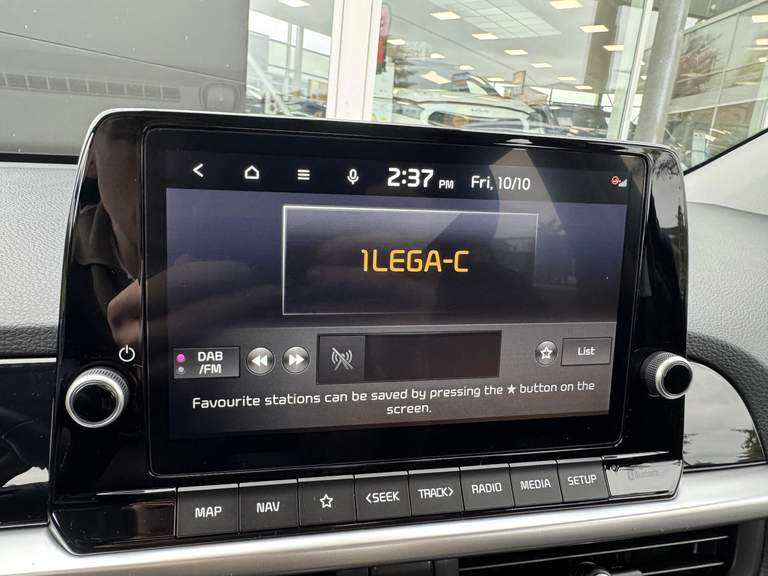 2:37 PM Fri, 10/10
1LEGA-C
DAB
/FM
List
Favourite stations can be saved by pressing the ★ button on the
screen.
MAP NAV ☆ <SEEK TRACK> RADIO MEDIA SETUP
Bluetooth